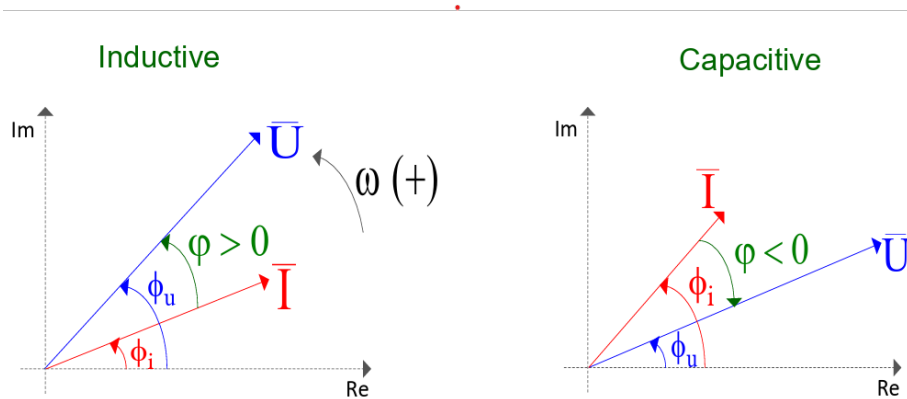 Inductive
Im
U̅
ω (+)
φ > 0
ϕu
I̅
ϕi
Re
Capacitive
Im
I̅
φ < 0
U̅
ϕi
ϕu
Re